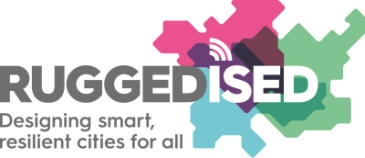 RUGGEDISED
Designing smart,
resilient cities for all